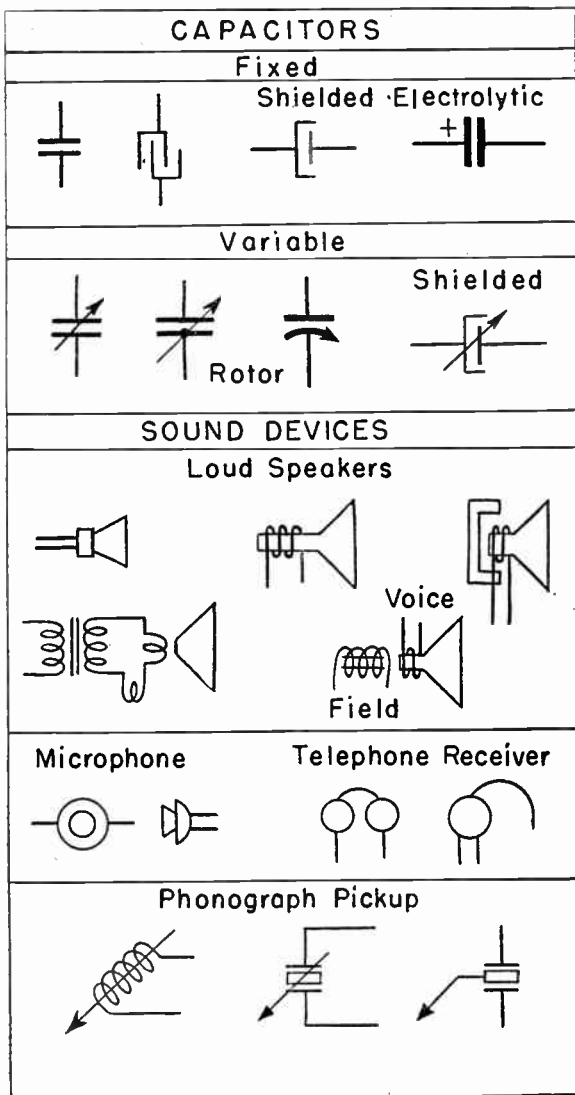 CAPACITORS
Fixed
Shielded Electrolytic
+
Variable
Shielded
Rotor
SOUND DEVICES
Loud Speakers
Voice
Field
Microphone Telephone Receiver
Phonograph Pickup